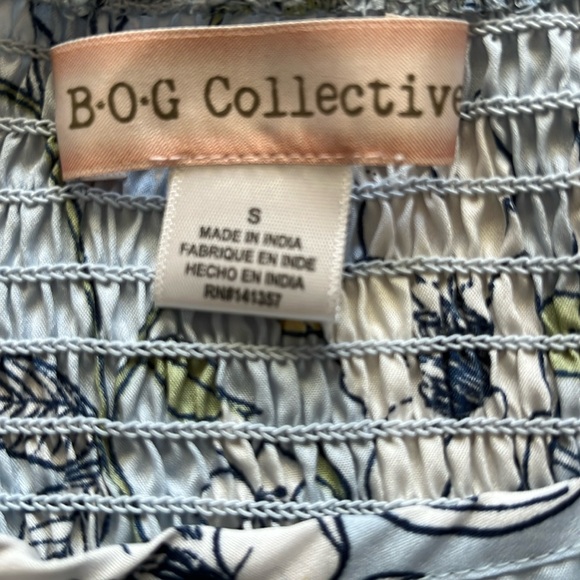 B·O·G Collective
S
MADE IN INDIA
FABRIQUE EN INDE
HECHO EN INDIA
RN#141357